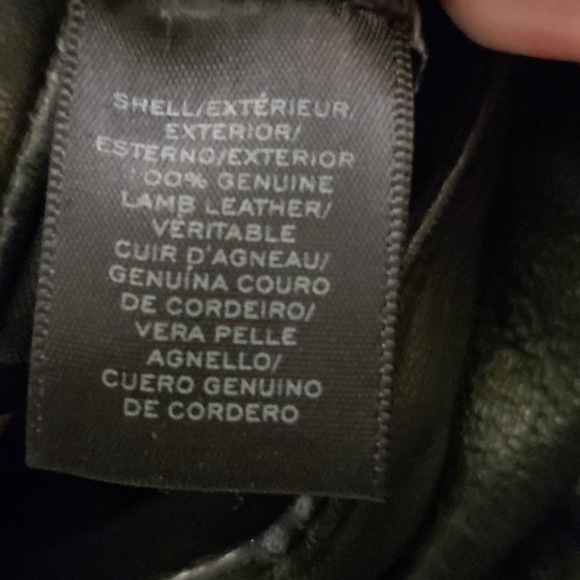 SHELL/EXTÉRIEUR/
EXTERIOR/
ESTERNO/EXTERIOR
100% GENUINE
LAMB LEATHER/
VÉRITABLE
CUIR D'AGNEAU/
GENUÍNA COURO
DE CORDEIRO/
VERA PELLE
AGNELLO/
CUERO GENUINO
DE CORDERO